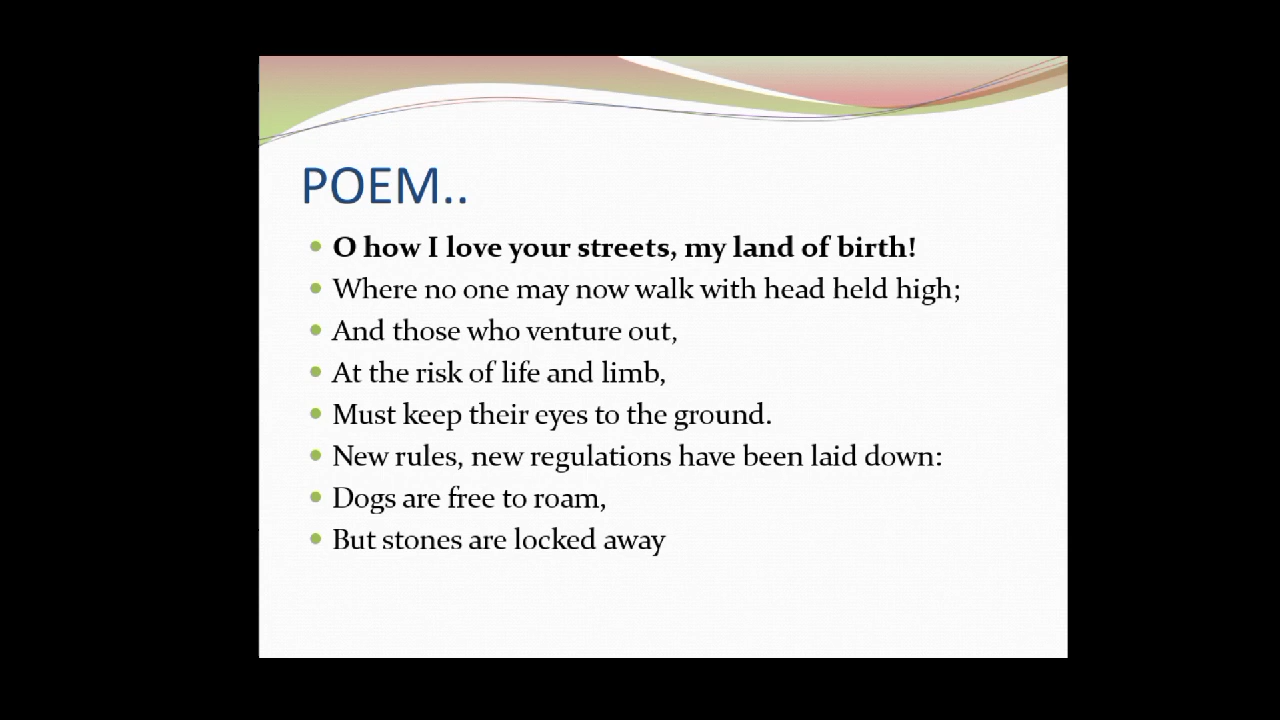 POEM..
O how I love your streets, my land of birth!
Where no one may now walk with head held high;
And those who venture out,
At the risk of life and limb,
Must keep their eyes to the ground.
New rules, new regulations have been laid down:
Dogs are free to roam,
But stones are locked away